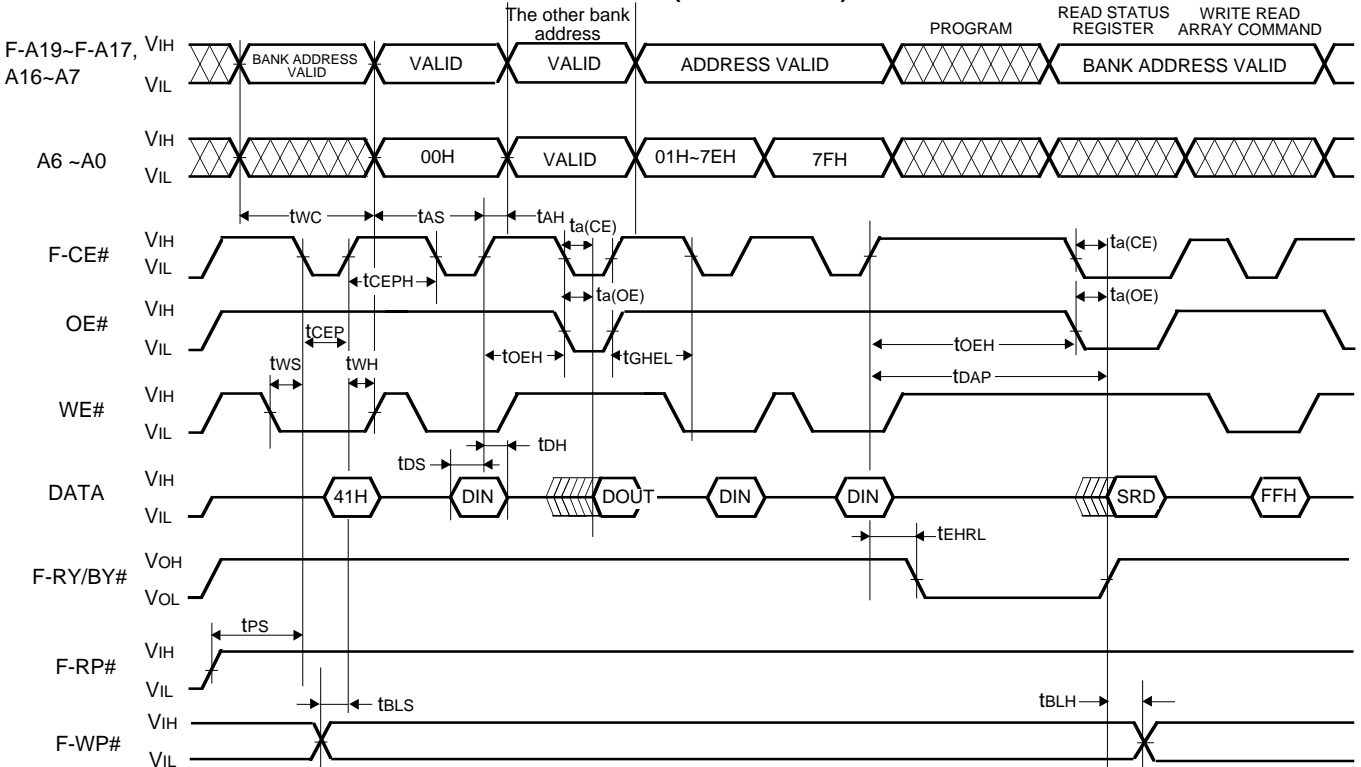 The other bank
address
PROGRAM
READ STATUS
REGISTER
WRITE READ
ARRAY COMMAND
F-A19~F-A17,
A16~A7
VIH
VIL
BANK ADDRESS
VALID
VALID
VALID
ADDRESS VALID
BANK ADDRESS VALID
A6 ~A0
VIH
VIL
00H
VALID
01H~7EH
7FH
tWC
tAS
tAH
ta(CE)
ta(CE)
F-CE#
VIH
VIL
tCEPH
ta(OE)
ta(OE)
OE#
VIH
VIL
tCEP
tOEH
tGHEL
tOEH
tWS
tWH
tDAP
WE#
VIH
VIL
tDH
tDS
DATA
VIH
VIL
41H
DIN
DOUT
DIN
DIN
SRD
FFH
tEHRL
F-RY/BY#
VOH
VOL
tPS
F-RP#
VIH
VIL
tBLS
tBLH
F-WP#
VIH
VIL